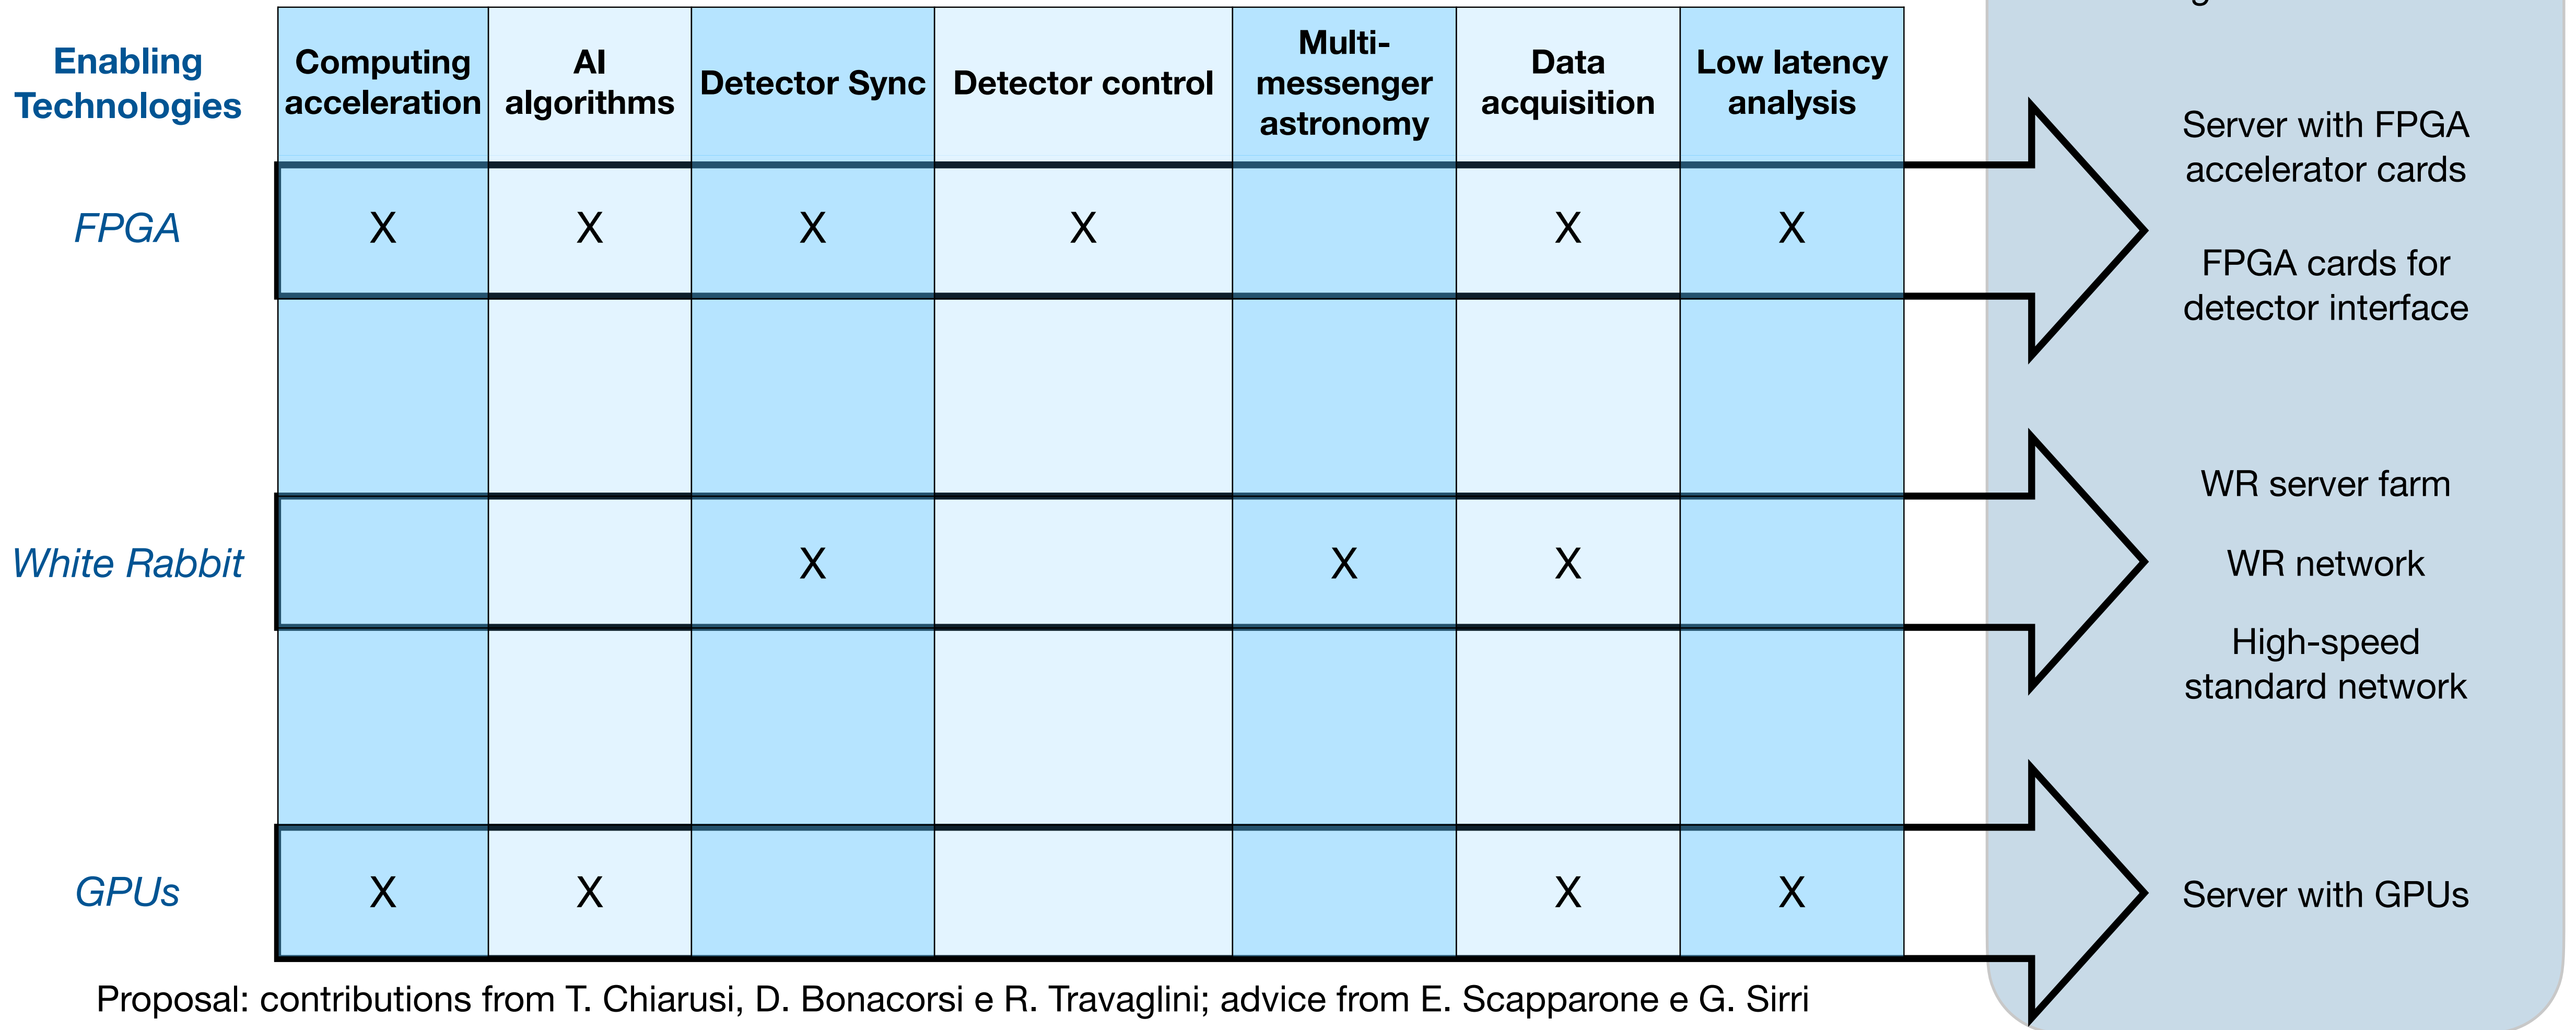 Enabling
Technologies
Computing
acceleration
AI
algorithms
Detector Sync
Detector control
Multi-
messenger
astronomy
Data
acquisition
Low latency
analysis
FPGA
X
X
X
X
X
X
Server with FPGA
accelerator cards
FPGA cards for
detector interface
White Rabbit
X
X
X
WR server farm
WR network
High-speed
standard network
GPUs
X
X
X
X
Server with GPUs
Proposal: contributions from T. Chiarusi, D. Bonacorsi e R. Travaglini; advice from E. Scapparone e G. Sirri